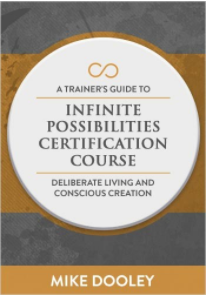 A TRAINER'S GUIDE TO
INFINITE
POSSIBILITIES
CERTIFICATION
COURSE
DELIBERATE LIVING AND
CONSCIOUS CREATION
MIKE DOOLEY